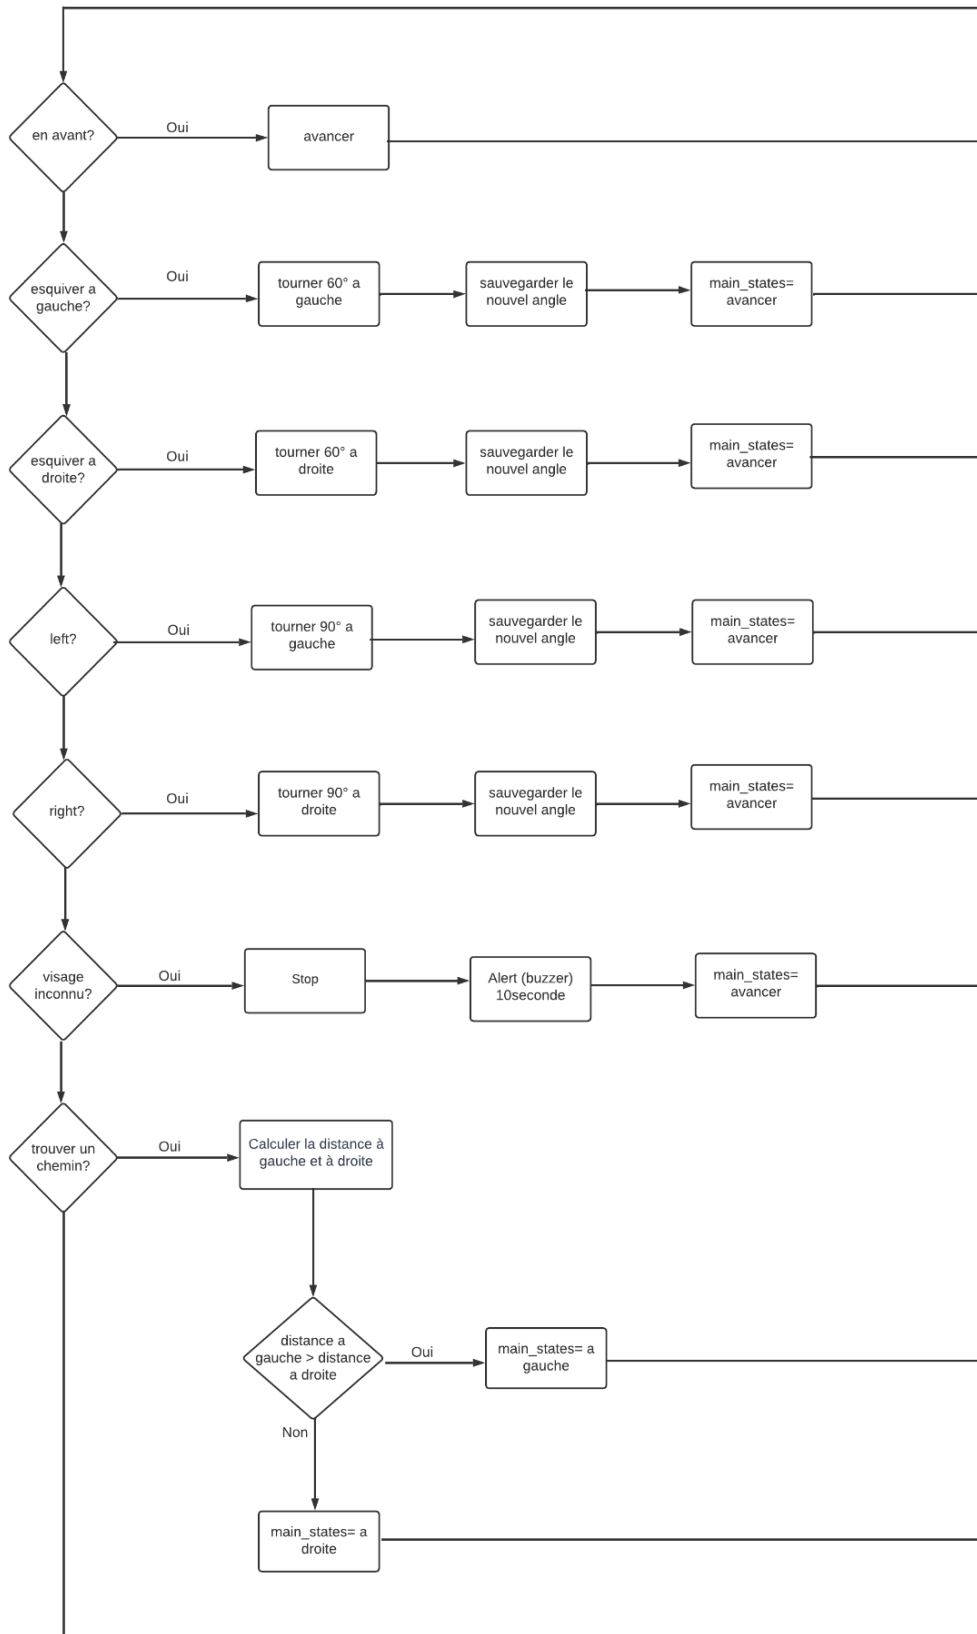 en avant?
Oui
avancer
esquiver a
gauche?
Oui
tourner 60° a
gauche
sauvegarder le
nouvel angle
main_states=
avancer
esquiver a
droite?
Oui
tourner 60° a
droite
sauvegarder le
nouvel angle
main_states=
avancer
left?
Oui
tourner 90° a
gauche
sauvegarder le
nouvel angle
main_states=
avancer
right?
Oui
tourner 90° a
droite
sauvegarder le
nouvel angle
main_states=
avancer
visage
inconnu?
Oui
Stop
Alert (buzzer)
10seconde
main_states=
avancer
trouver un
chemin?
Oui
Calculer la distance à
gauche et à droite
distance a
gauche > distance
a droite
Oui
main_states= a
gauche
Non
main_states= a
droite